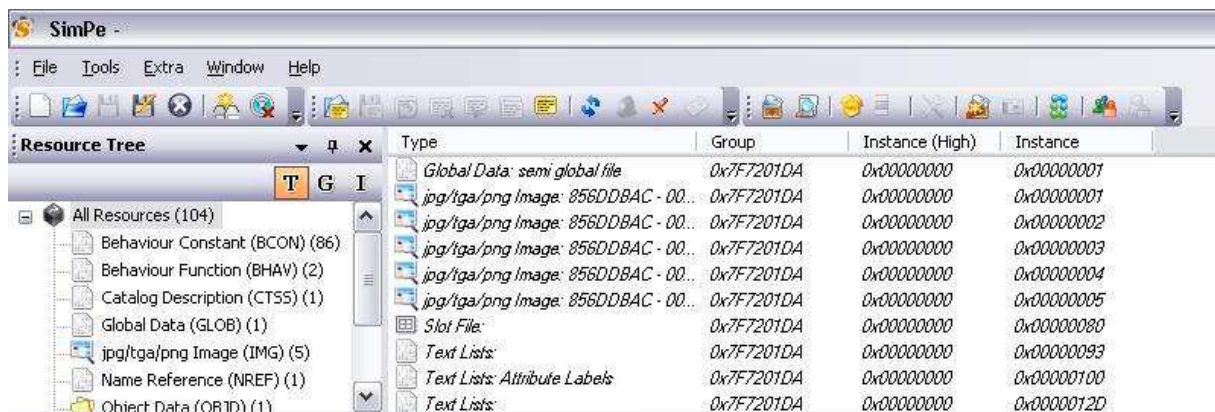 SimPe -
File Tools Extra Window Help
Resource Tree
T G I
All Resources (104)
Behaviour Constant (BCON) (86)
Behaviour Function (BHAV) (2)
Catalog Description (CTSS) (1)
Global Data (GLOB) (1)
jpg/tga/png Image (IMG) (5)
Name Reference (NREF) (1)
Object Data (OBJD) (1)
Type Group Instance (High) Instance
Global Data: semi global file 0x7F7201DA 0x00000000 0x00000001
jpg/tga/png Image: 856DDBAC - 00... 0x7F7201DA 0x00000000 0x00000001
jpg/tga/png Image: 856DDBAC - 00... 0x7F7201DA 0x00000000 0x00000002
jpg/tga/png Image: 856DDBAC - 00... 0x7F7201DA 0x00000000 0x00000003
jpg/tga/png Image: 856DDBAC - 00... 0x7F7201DA 0x00000000 0x00000004
jpg/tga/png Image: 856DDBAC - 00... 0x7F7201DA 0x00000000 0x00000005
Slot File: 0x7F7201DA 0x00000000 0x00000080
Text Lists: 0x7F7201DA 0x00000000 0x00000093
Text Lists: Attribute Labels 0x7F7201DA 0x00000000 0x00000100
Text Lists: 0x7F7201DA 0x00000000 0x0000012D